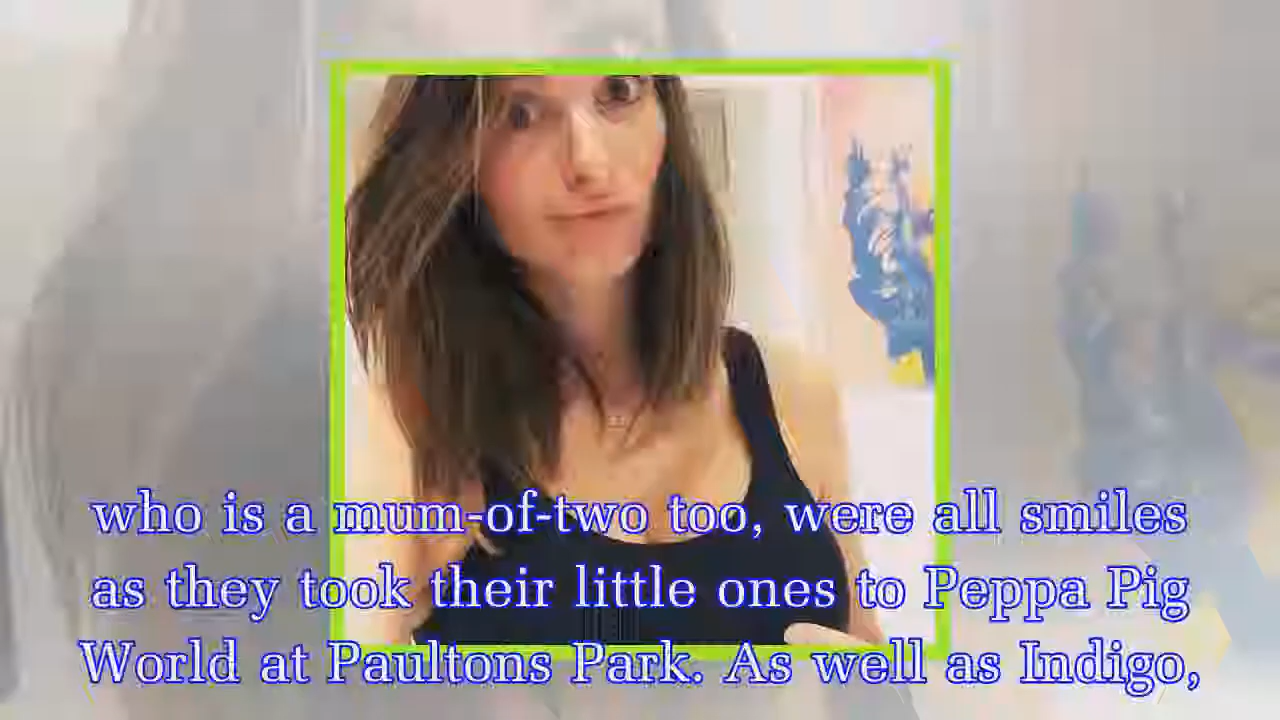 who is a mum-of-two too, were all smiles
as they took their little ones to Peppa Pig
World at Paultons Park. As well as Indigo,